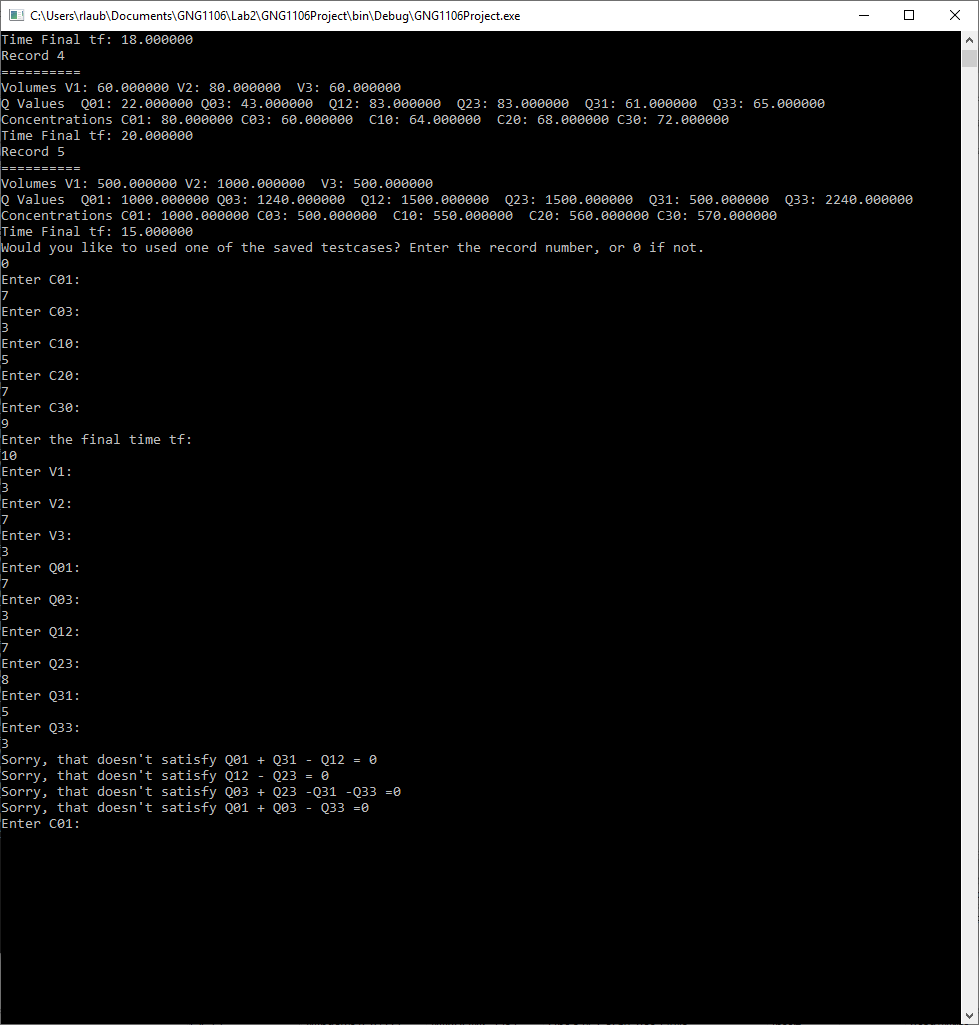 C:\Users\rlaub\Documents\GNG1106\Lab2\GNG1106Project\bin\Debug\GNG1106Project.exe
Time Final tf: 18.000000
Record 4
==========
Volumes V1: 60.000000 V2: 80.000000  V3: 60.000000
Q Values  Q01: 22.000000 Q03: 43.000000  Q12: 83.000000  Q23: 83.000000  Q31: 61.000000  Q33: 65.000000
Concentrations C01: 80.000000 C03: 60.000000  C10: 64.000000  C20: 68.000000 C30: 72.000000
Time Final tf: 20.000000
Record 5
==========
Volumes V1: 500.000000 V2: 1000.000000  V3: 500.000000
Q Values  Q01: 1000.000000 Q03: 1240.000000  Q12: 1500.000000  Q23: 1500.000000  Q31: 500.000000  Q33: 2240.000000
Concentrations C01: 1000.000000 C03: 500.000000  C10: 550.000000  C20: 560.000000 C30: 570.000000
Time Final tf: 15.000000
Would you like to used one of the saved testcases? Enter the record number, or 0 if not.
0
Enter C01:
7
Enter C03:
3
Enter C10:
5
Enter C20:
7
Enter C30:
9
Enter the final time tf:
10
Enter V1:
3
Enter V2:
7
Enter V3:
3
Enter Q01:
7
Enter Q03:
3
Enter Q12:
7
Enter Q23:
8
Enter Q31:
5
Enter Q33:
3
Sorry, that doesn't satisfy Q01 + Q31 - Q12 = 0
Sorry, that doesn't satisfy Q12 - Q23 = 0
Sorry, that doesn't satisfy Q03 + Q23 -Q31 -Q33 =0
Sorry, that doesn't satisfy Q01 + Q03 - Q33 =0
Enter C01: